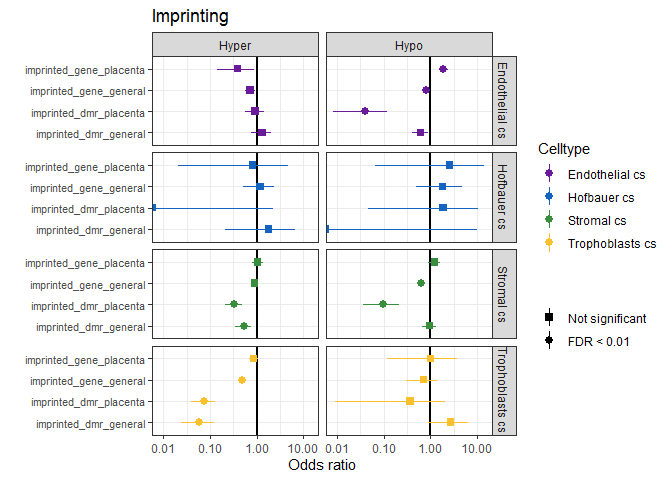 Imprinting
Hyper
Hypo
imprinted_gene_placenta
imprinted_gene_general
imprinted_dmr_placenta
imprinted_dmr_general
Endothelial cs
imprinted_gene_placenta
imprinted_gene_general
imprinted_dmr_placenta
imprinted_dmr_general
Hofbauer cs
imprinted_gene_placenta
imprinted_gene_general
imprinted_dmr_placenta
imprinted_dmr_general
Stromal cs
imprinted_gene_placenta
imprinted_gene_general
imprinted_dmr_placenta
imprinted_dmr_general
Trophoblasts cs
0.01 0.10 1.00 10.00
0.01 0.10 1.00 10.00
Odds ratio
Celltype
Endothelial cs
Hofbauer cs
Stromal cs
Trophoblasts cs
Not significant
FDR < 0.01